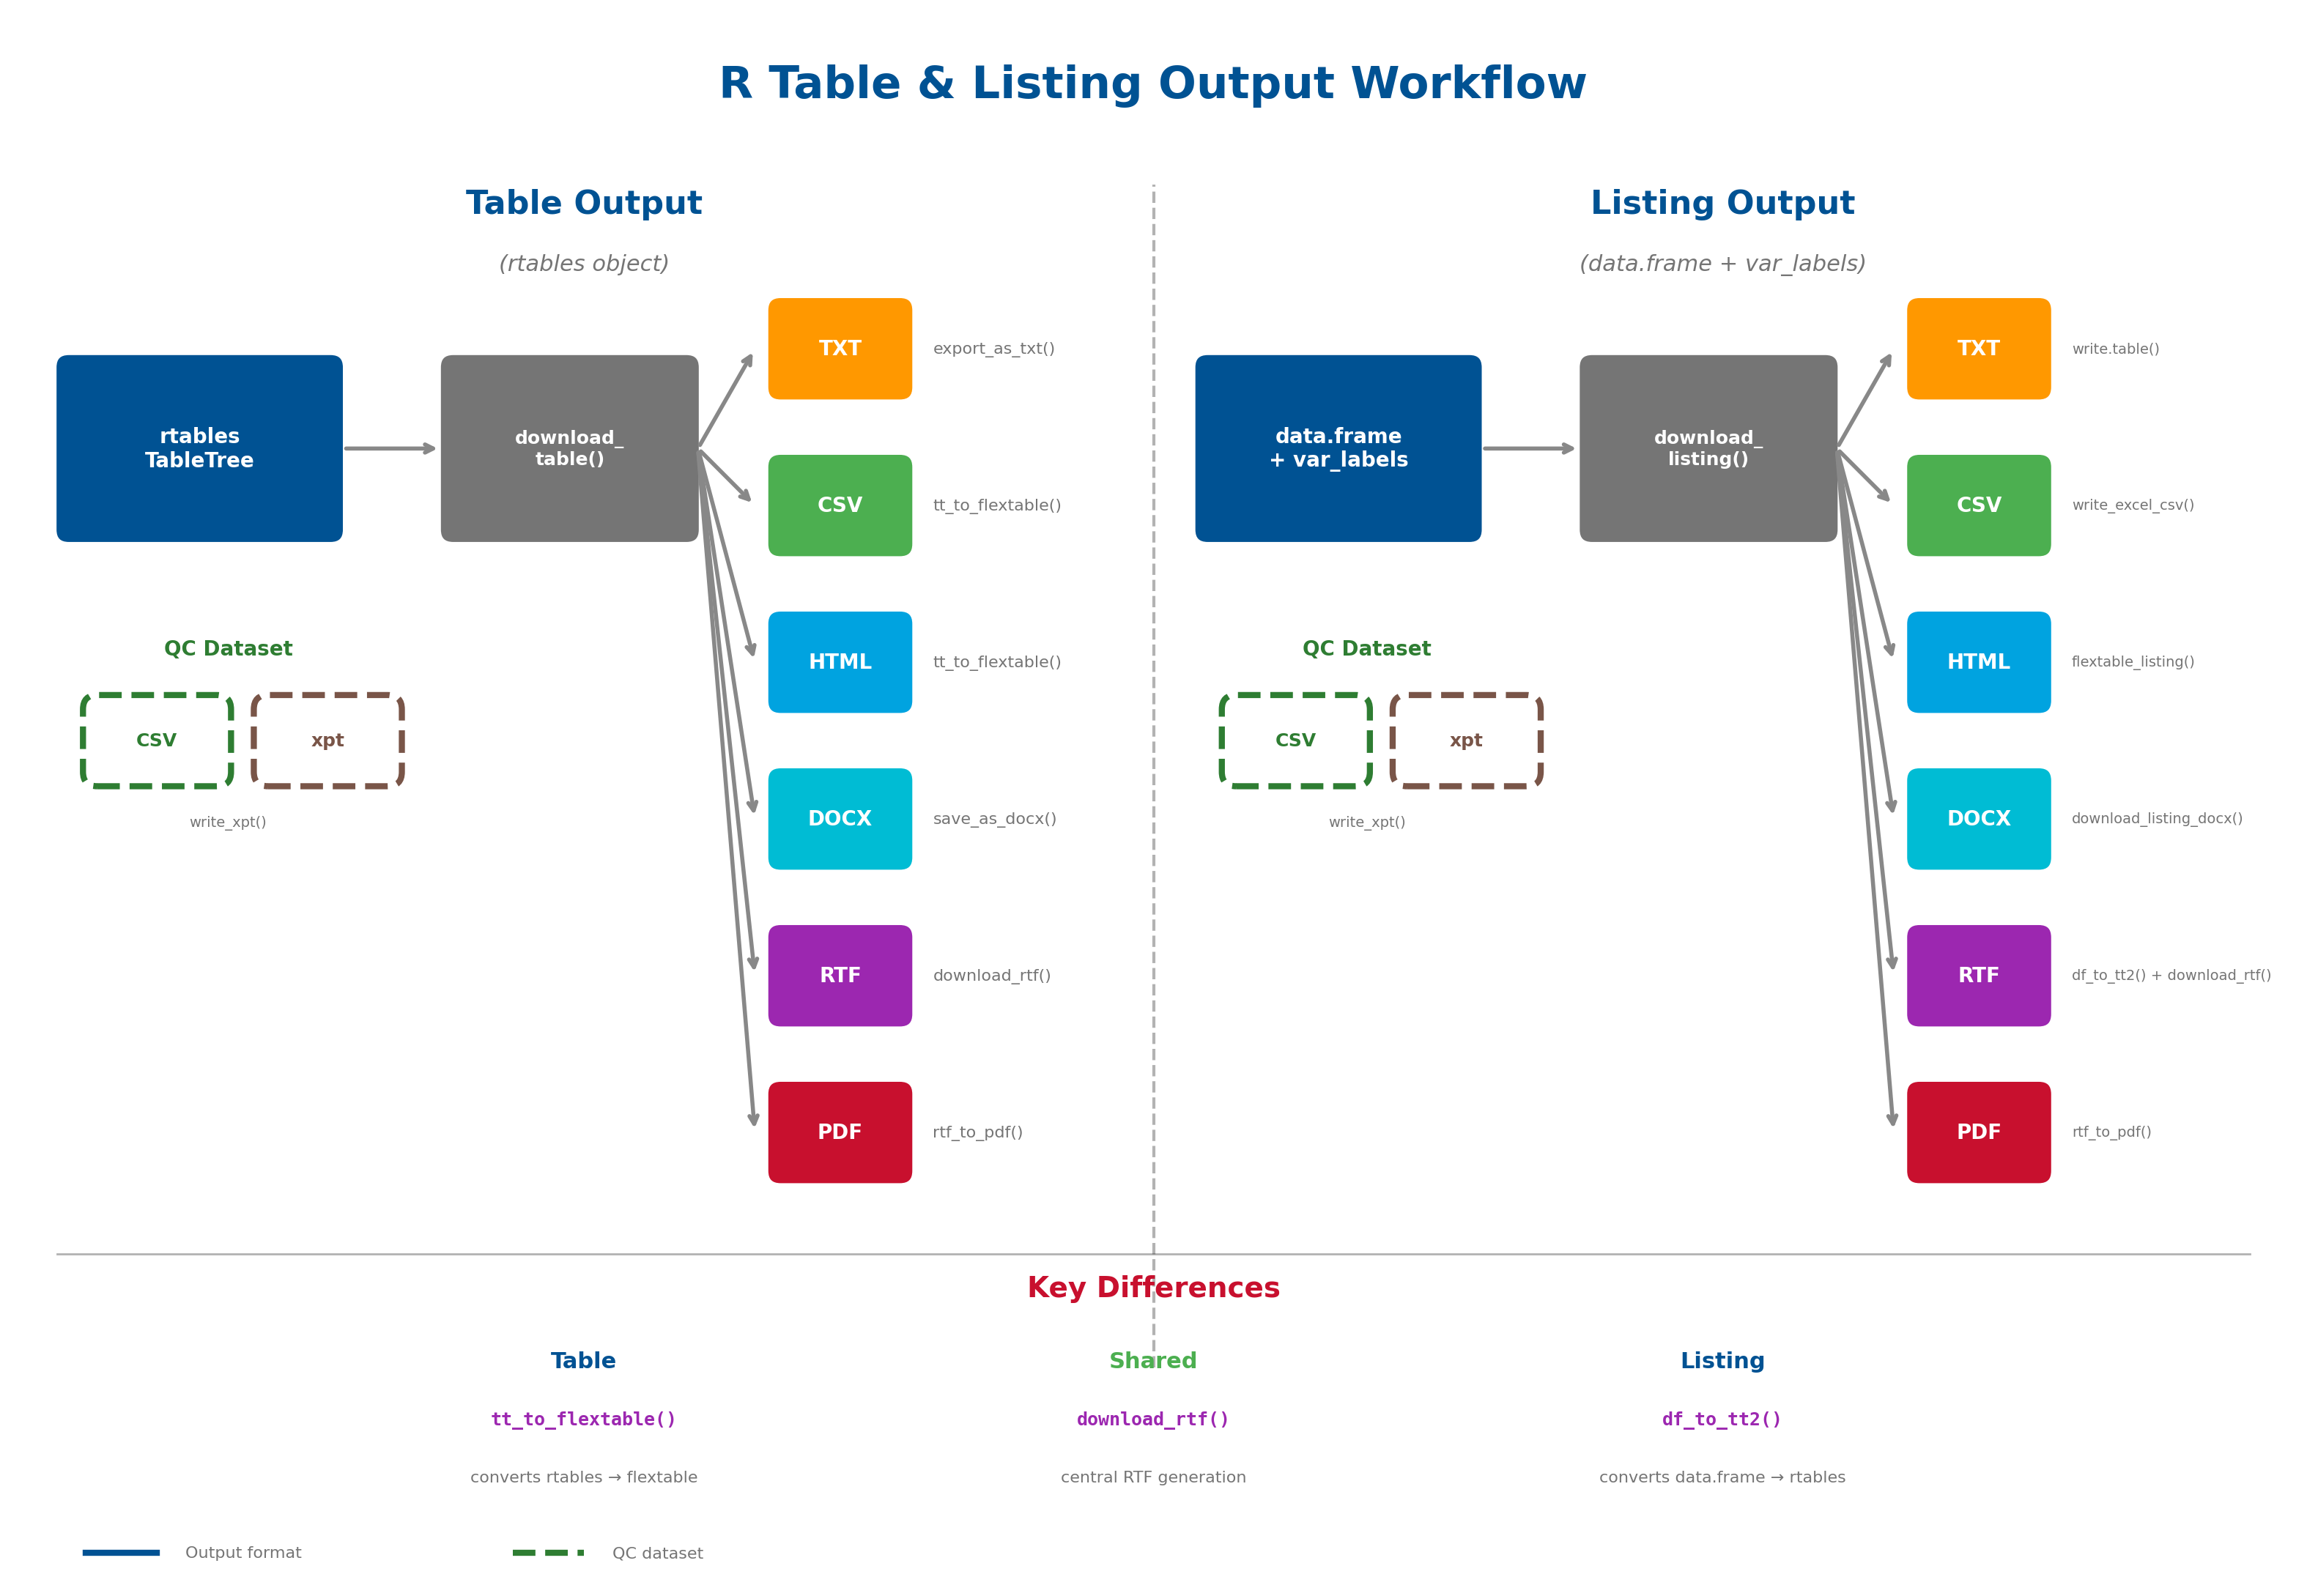 R Table & Listing Output Workflow
Table Output
(rtables object)
rtables
TableTree
download_
table()
TXT
export_as_txt()
CSV
tt_to_flextable()
HTML
tt_to_flextable()
DOCX
save_as_docx()
RTF
download_rtf()
PDF
rtf_to_pdf()
QC Dataset
CSV
xpt
write_xpt()
Listing Output
(data.frame + var_labels)
data.frame
+ var_labels
download_
listing()
TXT
write.table()
CSV
write_excel_csv()
HTML
flextable_listing()
DOCX
download_listing_docx()
RTF
df_to_tt2() + download_rtf()
PDF
rtf_to_pdf()
QC Dataset
CSV
xpt
write_xpt()
Key Differences
Table
tt_to_flextable()
converts rtables → flextable
Shared
download_rtf()
central RTF generation
Listing
df_to_tt2()
converts data.frame → rtables
Output format
QC dataset